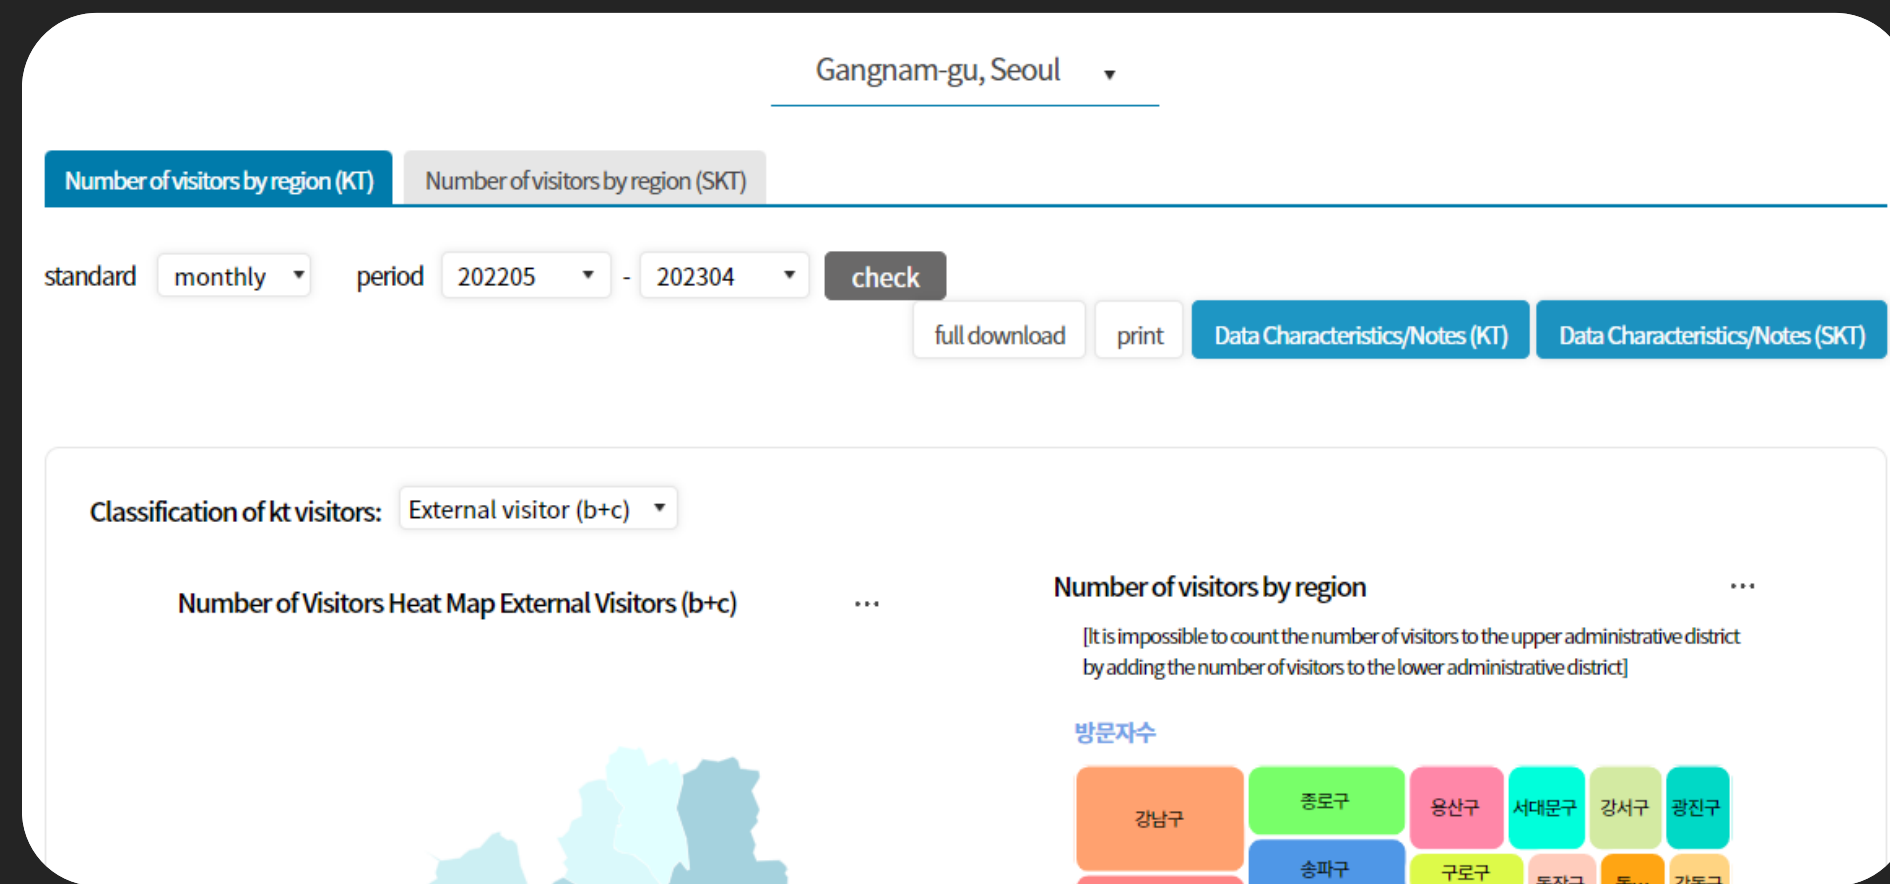 Gangnam-gu, Seoul
Number of visitors by region (KT)
Number of visitors by region (SKT)
standard monthly period 202205 - 202304 check
full download print Data Characteristics/Notes (KT) Data Characteristics/Notes (SKT)
Classification of kt visitors: External visitor (b+c)
Number of Visitors Heat Map External Visitors (b+c) ...
Number of visitors by region ...
[It is impossible to count the number of visitors to the upper administrative district
by adding the number of visitors to the lower administrative district]
방문자수
강남구 종로구 용산구 서대문구 강서구 광진구
송파구 구로구